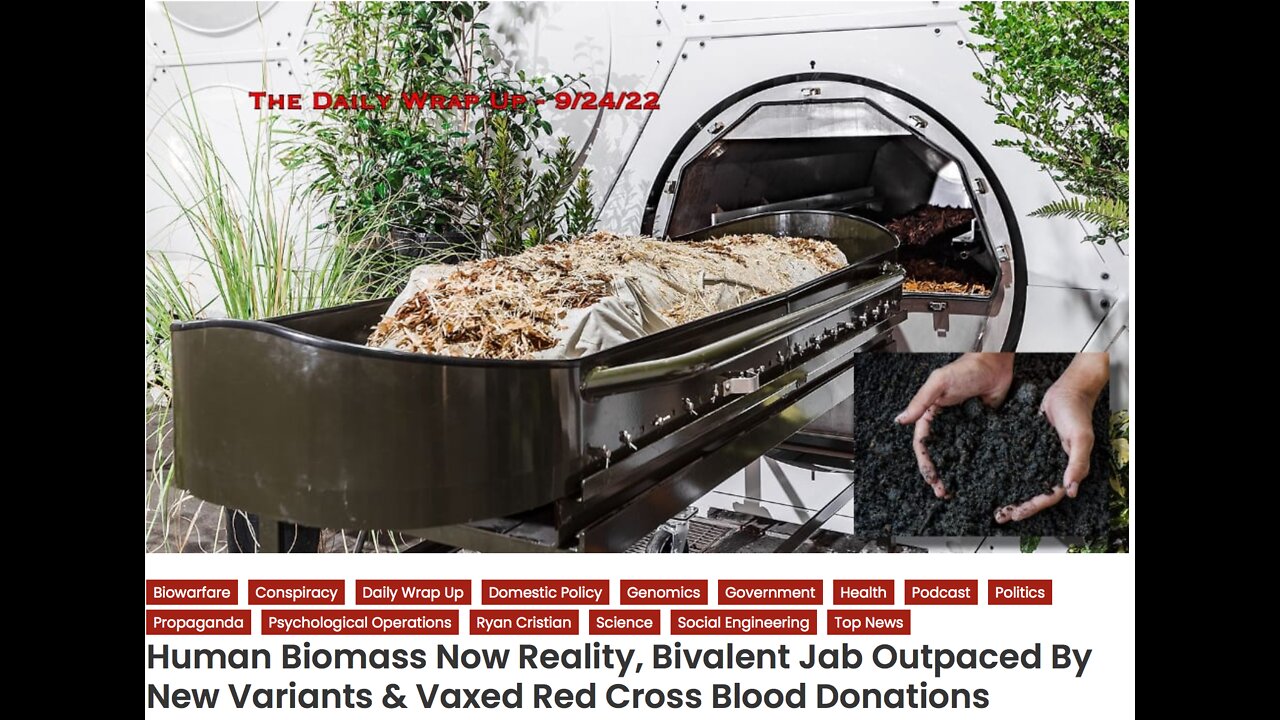 The Daily Wrap Up - 9/24/22
Biowarfare Conspiracy Daily Wrap Up Domestic Policy Genomics Government Health Podcast Politics
Propaganda Psychological Operations Ryan Cristian Science Social Engineering Top News
Human Biomass Now Reality, Bivalent Jab Outpaced By
New Variants & Vaxed Red Cross Blood Donations